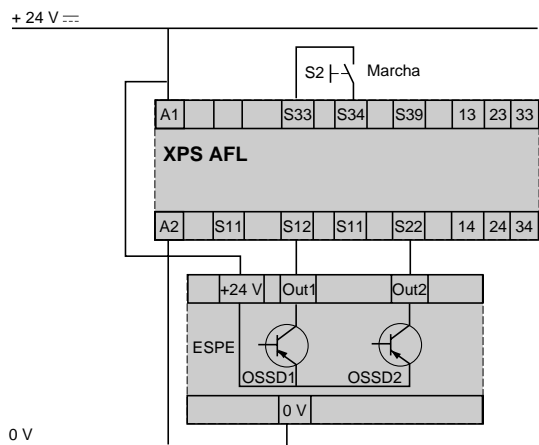 + 24 V
S2 Marcha
A1 S33 S34 S39 13 23 33
XPS AFL
A2 S11 S12 S11 S22 14 24 34
+24 V Out1 Out2
ESPE
OSSD1 OSSD2
0 V
0 V